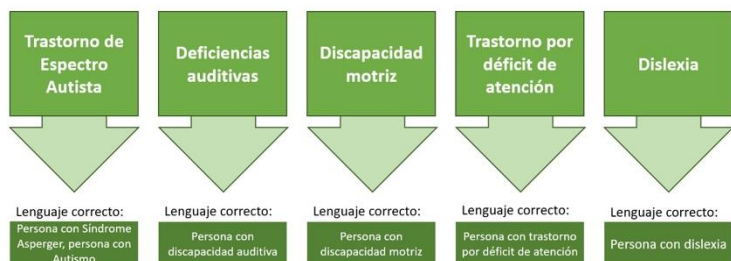 Trastorno de
Espectro
Autista
Deficiencias
auditivas
Discapacidad
motriz
Trastorno por
déficit de
atención
Dislexia
Lenguaje correcto:
Persona con Síndrome
Asperger, persona con
Autismo
Lenguaje correcto:
Persona con
discapacidad auditiva
Lenguaje correcto:
Persona con
discapacidad motriz
Lenguaje correcto:
Persona con trastorno
por déficit de atención
Lenguaje correcto:
Persona con dislexia